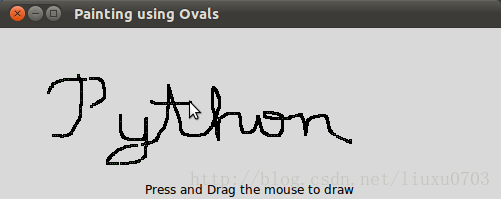 Painting using Ovals
Python
http://blog.csdn.net/liuxu0703
Press and Drag the mouse to draw